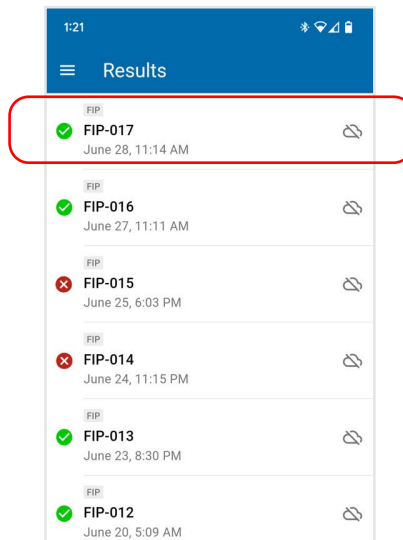 1:21
Results
FIP
FIP-017
June 28, 11:14 AM
FIP
FIP-016
June 27, 11:11 AM
FIP
FIP-015
June 25, 6:03 PM
FIP
FIP-014
June 24, 11:15 PM
FIP
FIP-013
June 23, 8:30 PM
FIP
FIP-012
June 20, 5:09 AM